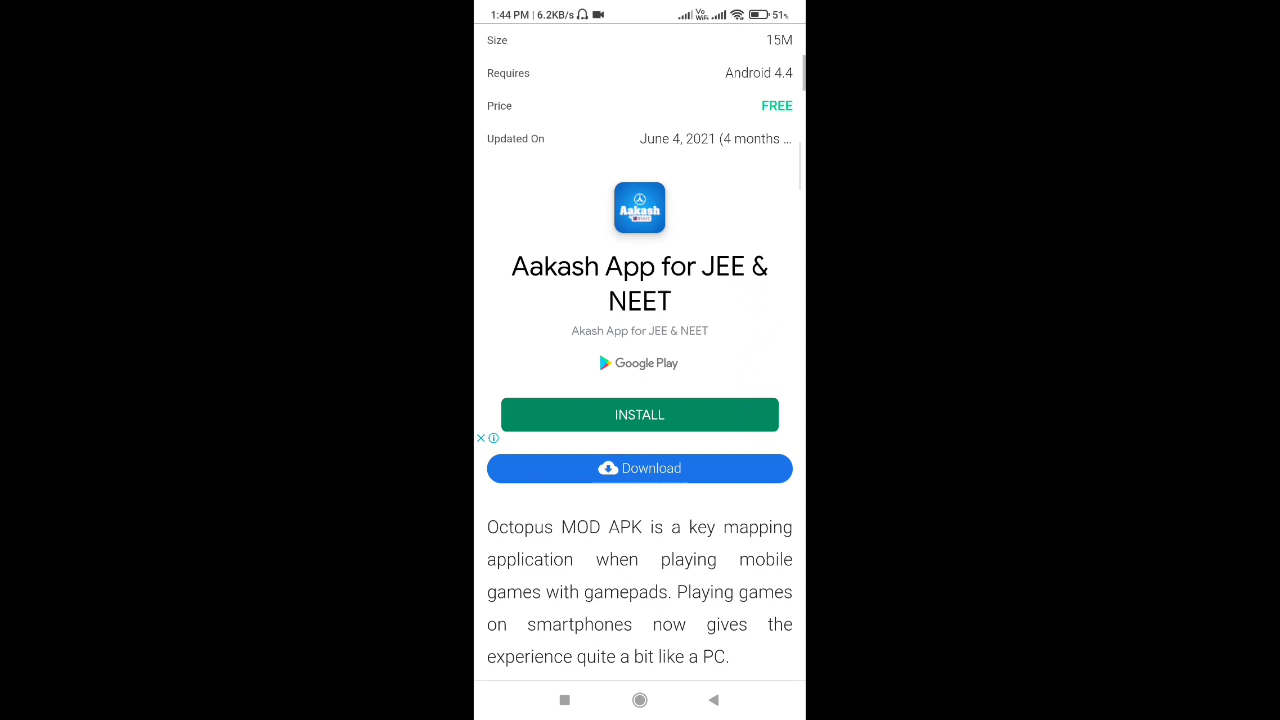 1:44 PM | 6.2KB/s Vo WiFi 51%
Size 15M
Requires Android 4.4
Price FREE
Updated On June 4, 2021 (4 months ...
Aakash
Aakash App for JEE &
NEET
Akash App for JEE & NEET
Google Play
INSTALL
Download
Octopus MOD APK is a key mapping
application when playing mobile
games with gamepads. Playing games
on smartphones now gives the
experience quite a bit like a PC.